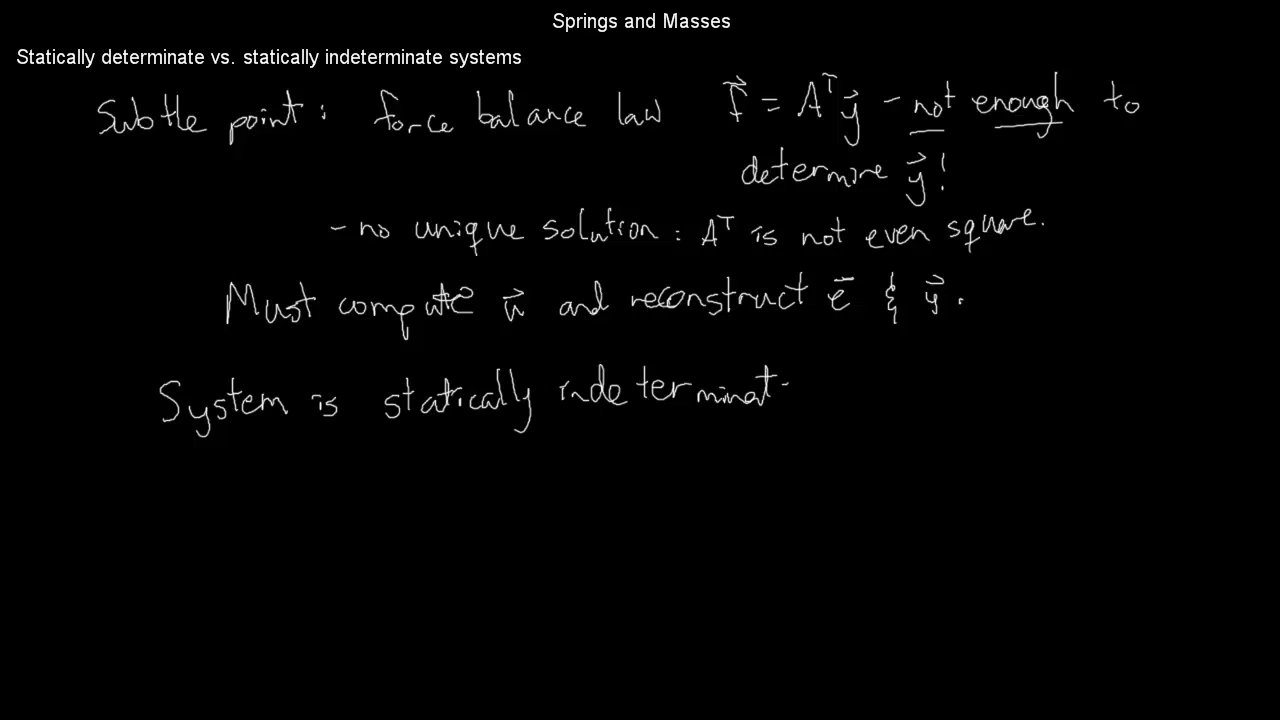 Springs and Masses
Statically determinate vs. statically indeterminate systems
Subtle point: force balance law f⃗ = Aᵀy⃗ - not enough to
determine y⃗!
- no unique solution: Aᵀ is not even square.
Must compute u⃗ and reconstruct e⃗ & y⃗.
System is statically indeterminat